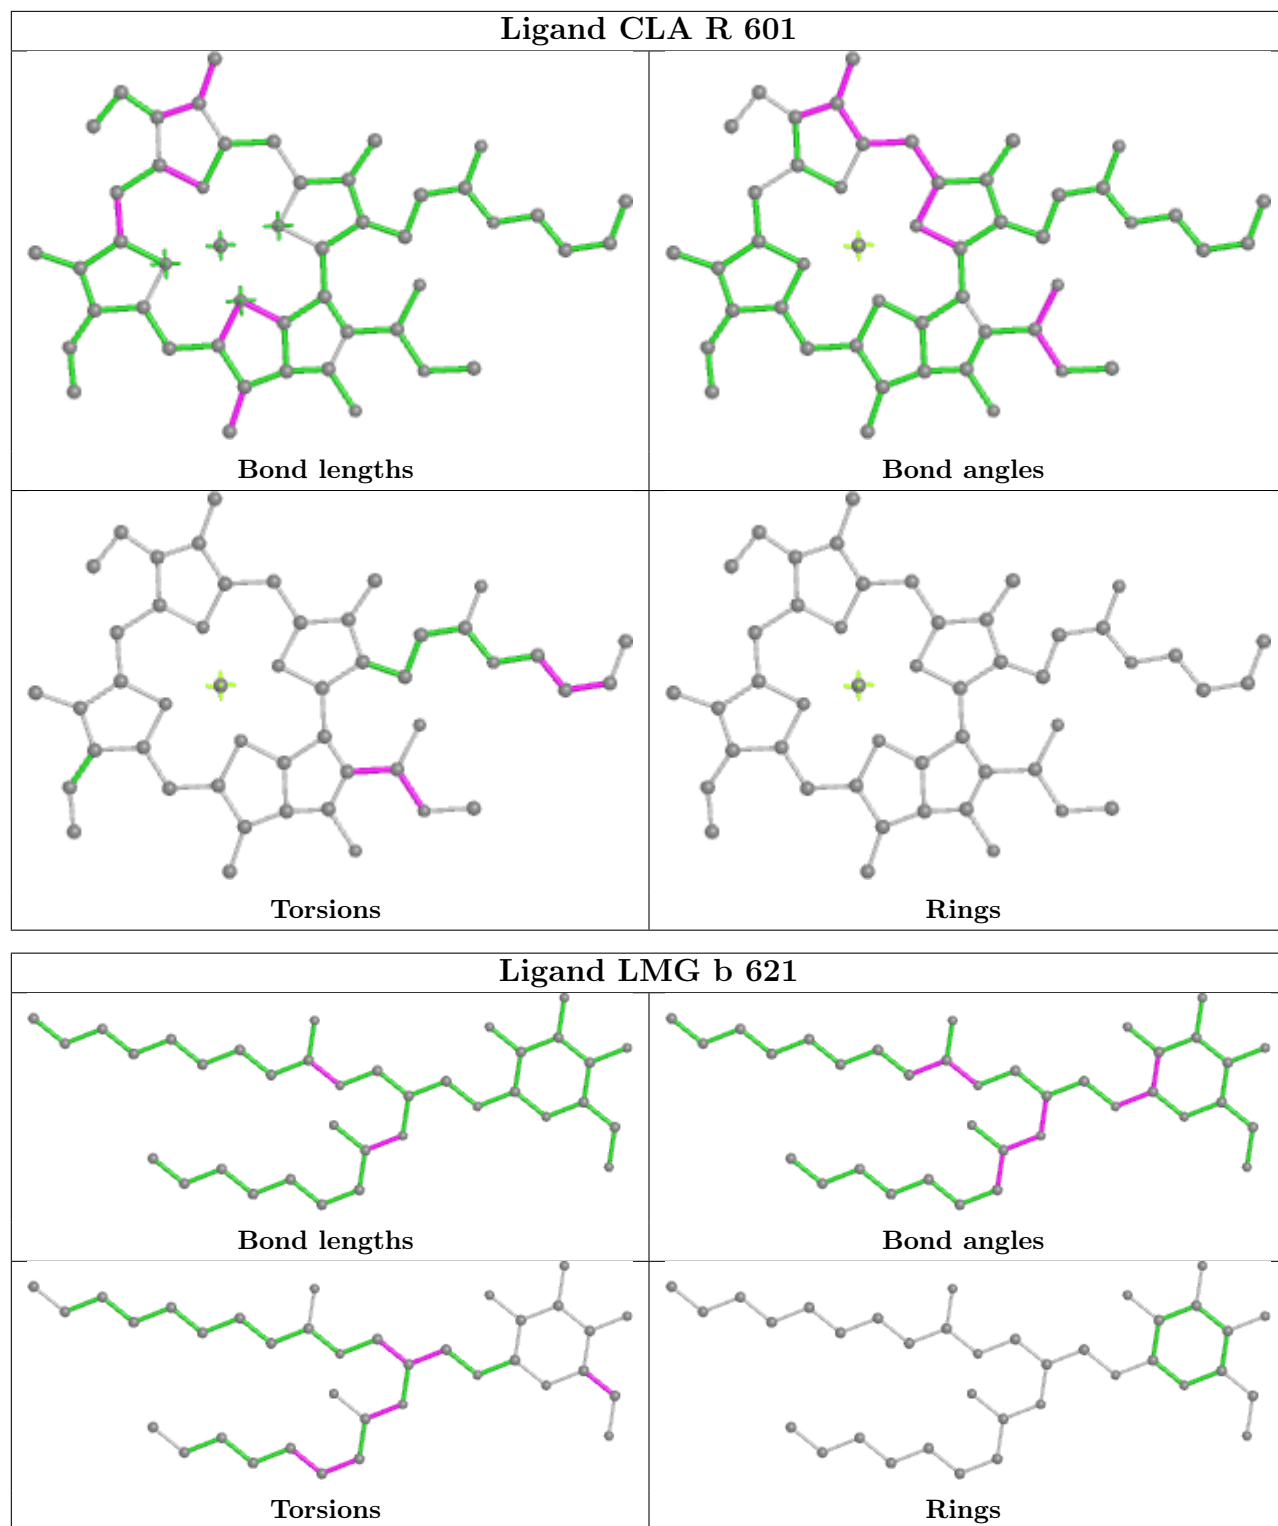 Ligand CLA R 601
Bond lengths
Bond angles
Torsions
Rings
Ligand LMG b 621
Bond lengths
Bond angles
Torsions
Rings